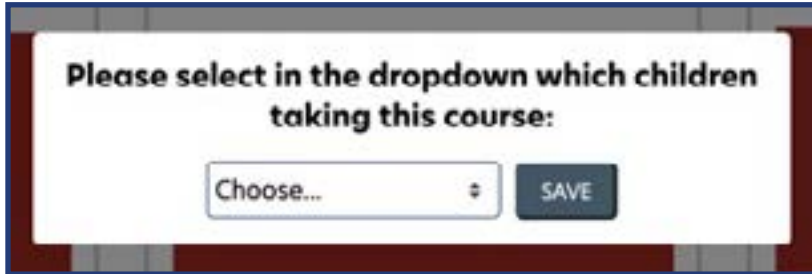 Please select in the dropdown which children
taking this course:
Choose...
SAVE